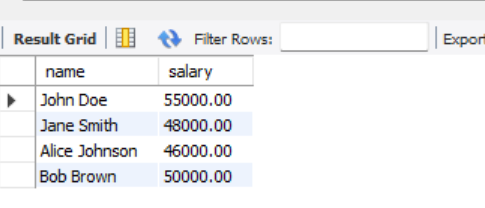 Result Grid Filter Rows: Export
name salary
John Doe 55000.00
Jane Smith 48000.00
Alice Johnson 46000.00
Bob Brown 50000.00